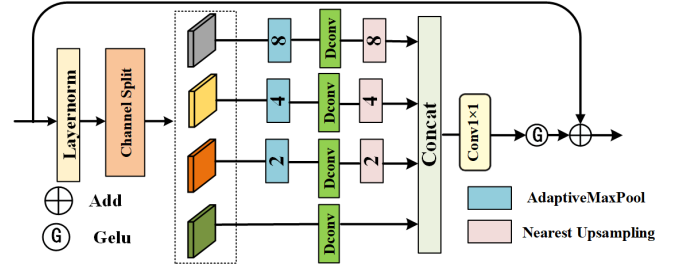 Layernorm
Channel Split
8
Dconv
8
4
Dconv
4
2
Dconv
2
Dconv
Concat
Conv1×1
G
Add
G
Gelu
AdaptiveMaxPool
Nearest Upsampling